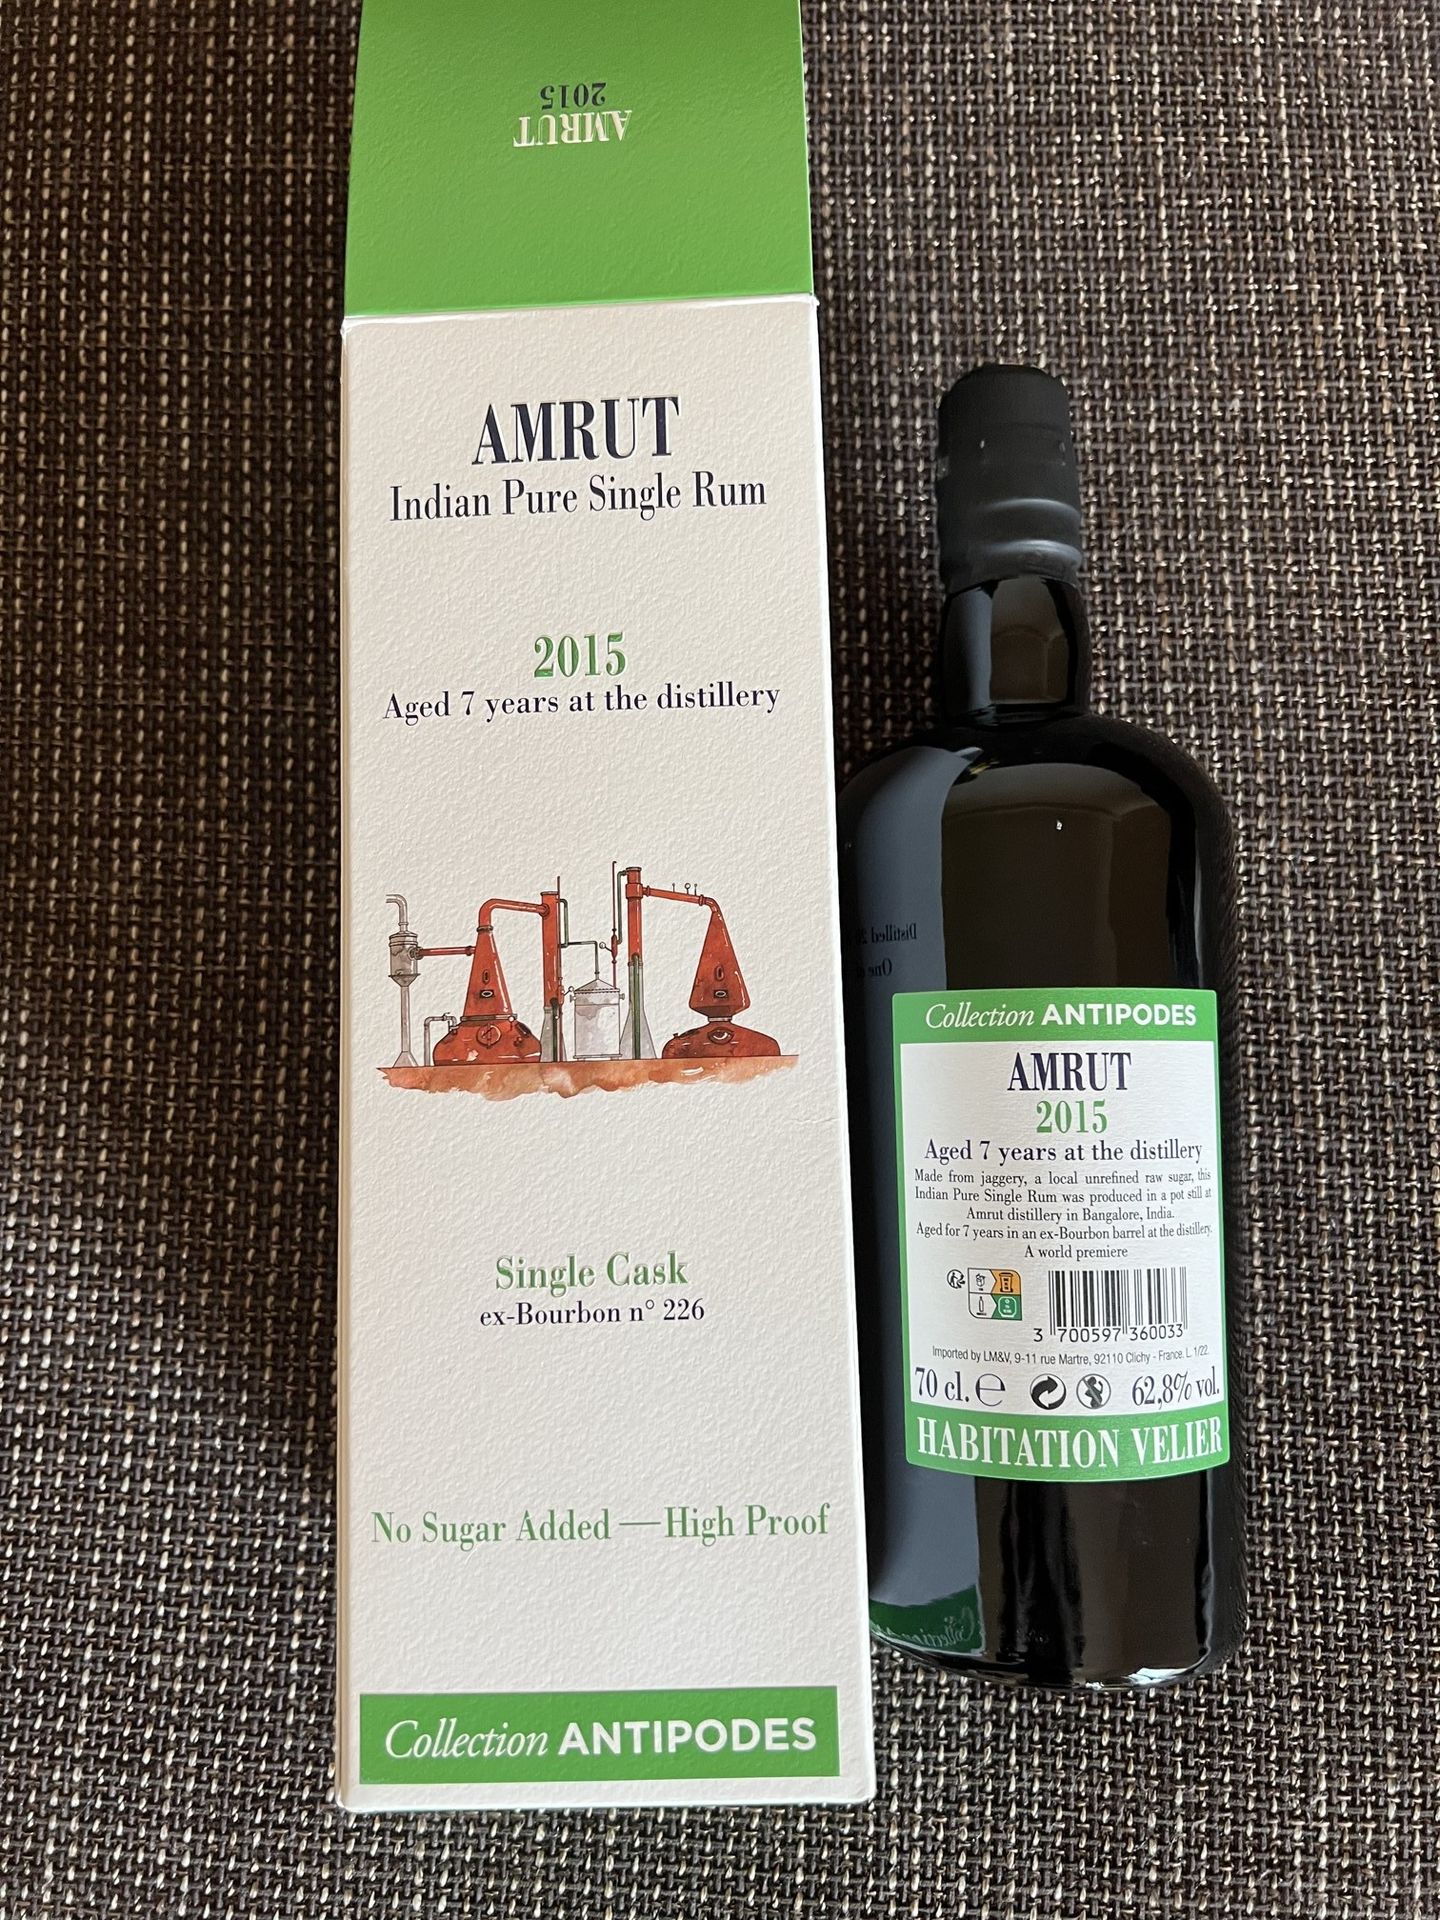 AMRUT
2015
AMRUT
Indian Pure Single Rum
2015
Aged 7 years at the distillery
Single Cask
ex-Bourbon n° 226
No Sugar Added — High Proof
Collection ANTIPODES
Distilled
One
Collection ANTIPODES
AMRUT
2015
Aged 7 years at the distillery
Made from jaggery, a local unrefined raw sugar, this
Indian Pure Single Rum was produced in a pot still at
Amrut distillery in Bangalore, India.
Aged for 7 years in an ex-Bourbon barrel at the distillery.
A world premiere
3 700597 360033
Imported by LM&V, 9-11 rue Martre, 92110 Clichy - France. L 1/22.
70 cl. e 62,8% vol.
HABITATION VELIER
Collection